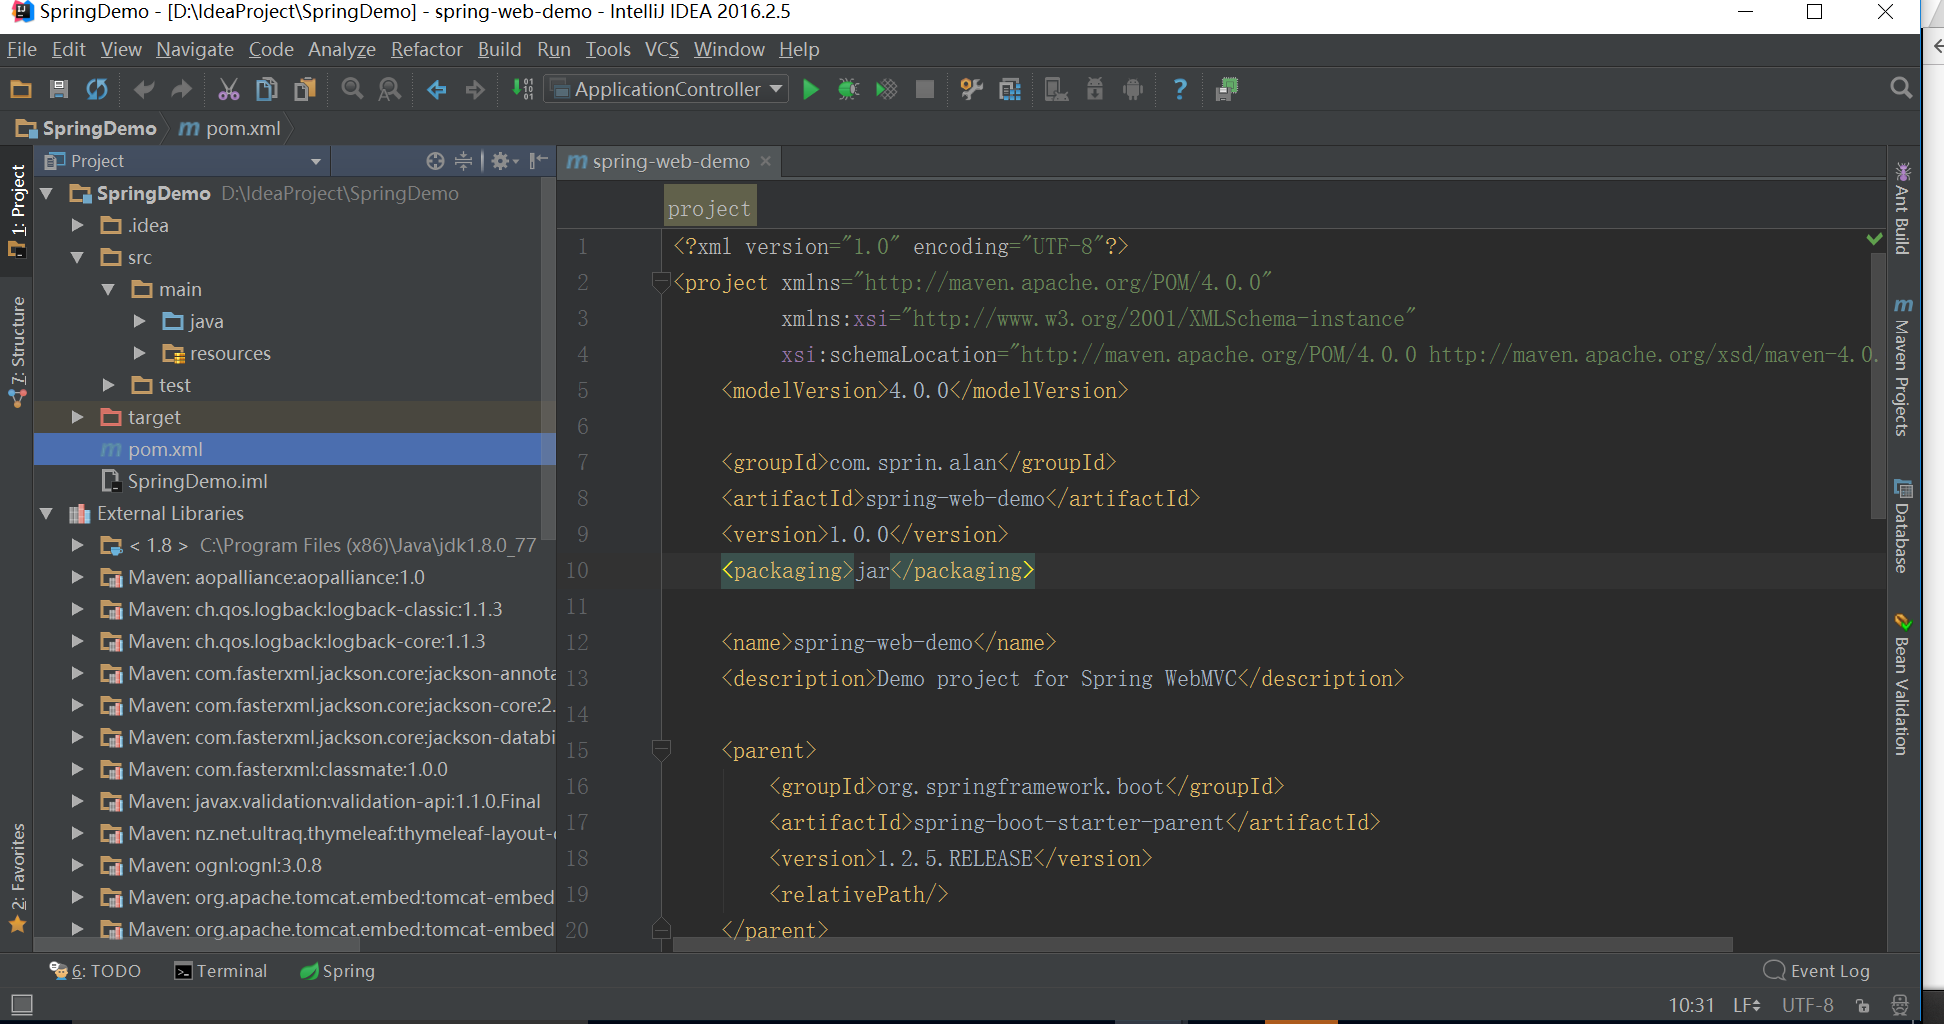 SpringDemo - [D:\IdeaProject\SpringDemo] - spring-web-demo - IntelliJ IDEA 2016.2.5
File Edit View Navigate Code Analyze Refactor Build Run Tools VCS Window Help
ApplicationController
SpringDemo pom.xml
Project
spring-web-demo
1: Project
7: Structure
2: Favorites
SpringDemo D:\IdeaProject\SpringDemo
.idea
src
main
java
resources
test
target
pom.xml
SpringDemo.iml
External Libraries
< 1.8 > C:\Program Files (x86)\Java\jdk1.8.0_77
Maven: aopalliance:aopalliance:1.0
Maven: ch.qos.logback:logback-classic:1.1.3
Maven: ch.qos.logback:logback-core:1.1.3
Maven: com.fasterxml.jackson.core:jackson-annota
Maven: com.fasterxml.jackson.core:jackson-core:2.
Maven: com.fasterxml.jackson.core:jackson-databi
Maven: com.fasterxml:classmate:1.0.0
Maven: javax.validation:validation-api:1.1.0.Final
Maven: nz.net.ultraq.thymeleaf:thymeleaf-layout-
Maven: ognl:ognl:3.0.8
Maven: org.apache.tomcat.embed:tomcat-embed
Maven: org.apache.tomcat.embed:tomcat-embed
project
1 <?xml version="1.0" encoding="UTF-8"?>
2 <project xmlns="http://maven.apache.org/POM/4.0.0"
3 xmlns:xsi="http://www.w3.org/2001/XMLSchema-instance"
4 xsi:schemaLocation="http://maven.apache.org/POM/4.0.0 http://maven.apache.org/xsd/maven-4.0.
5 <modelVersion>4.0.0</modelVersion>
6
7 <groupId>com.sprin.alan</groupId>
8 <artifactId>spring-web-demo</artifactId>
9 <version>1.0.0</version>
10 <packaging>jar</packaging>
11
12 <name>spring-web-demo</name>
13 <description>Demo project for Spring WebMVC</description>
14
15 <parent>
16 <groupId>org.springframework.boot</groupId>
17 <artifactId>spring-boot-starter-parent</artifactId>
18 <version>1.2.5.RELEASE</version>
19 <relativePath/>
20 </parent>
Ant Build
Maven Projects
Database
Bean Validation
6: TODO Terminal Spring Event Log
10:31 LF UTF-8